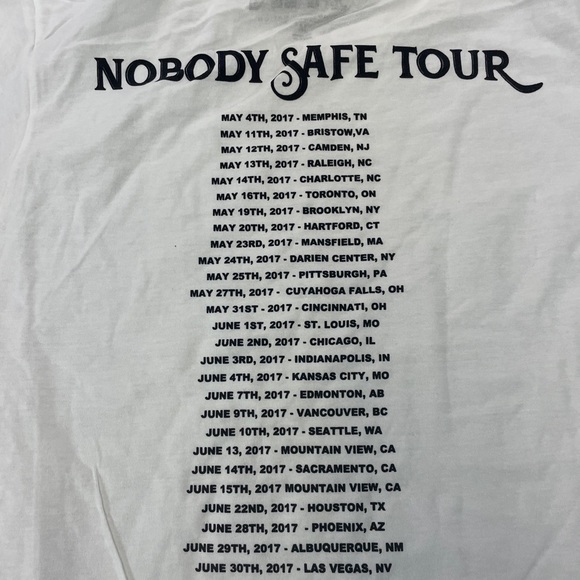 NOBODY SAFE TOUR
MAY 4TH, 2017 - MEMPHIS, TN
MAY 11TH, 2017 - BRISTOW,VA
MAY 12TH, 2017 - CAMDEN, NJ
MAY 13TH, 2017 - RALEIGH, NC
MAY 14TH, 2017 - CHARLOTTE, NC
MAY 16TH, 2017 - TORONTO, ON
MAY 19TH, 2017 - BROOKLYN, NY
MAY 20TH, 2017 - HARTFORD, CT
MAY 23RD, 2017 - MANSFIELD, MA
MAY 24TH, 2017 - DARIEN CENTER, NY
MAY 25TH, 2017 - PITTSBURGH, PA
MAY 27TH, 2017 - CUYAHOGA FALLS, OH
MAY 31ST - 2017 - CINCINNATI, OH
JUNE 1ST, 2017 - ST. LOUIS, MO
JUNE 2ND, 2017 - CHICAGO, IL
JUNE 3RD, 2017 - INDIANAPOLIS, IN
JUNE 4TH, 2017 - KANSAS CITY, MO
JUNE 7TH, 2017 - EDMONTON, AB
JUNE 9TH, 2017 - VANCOUVER, BC
JUNE 10TH, 2017 - SEATTLE, WA
JUNE 13, 2017 - MOUNTAIN VIEW, CA
JUNE 14TH, 2017 - SACRAMENTO, CA
JUNE 15TH, 2017 MOUNTAIN VIEW, CA
JUNE 22ND, 2017 - HOUSTON, TX
JUNE 28TH, 2017 - PHOENIX, AZ
JUNE 29TH, 2017 - ALBUQUERQUE, NM
JUNE 30TH, 2017 - LAS VEGAS, NV